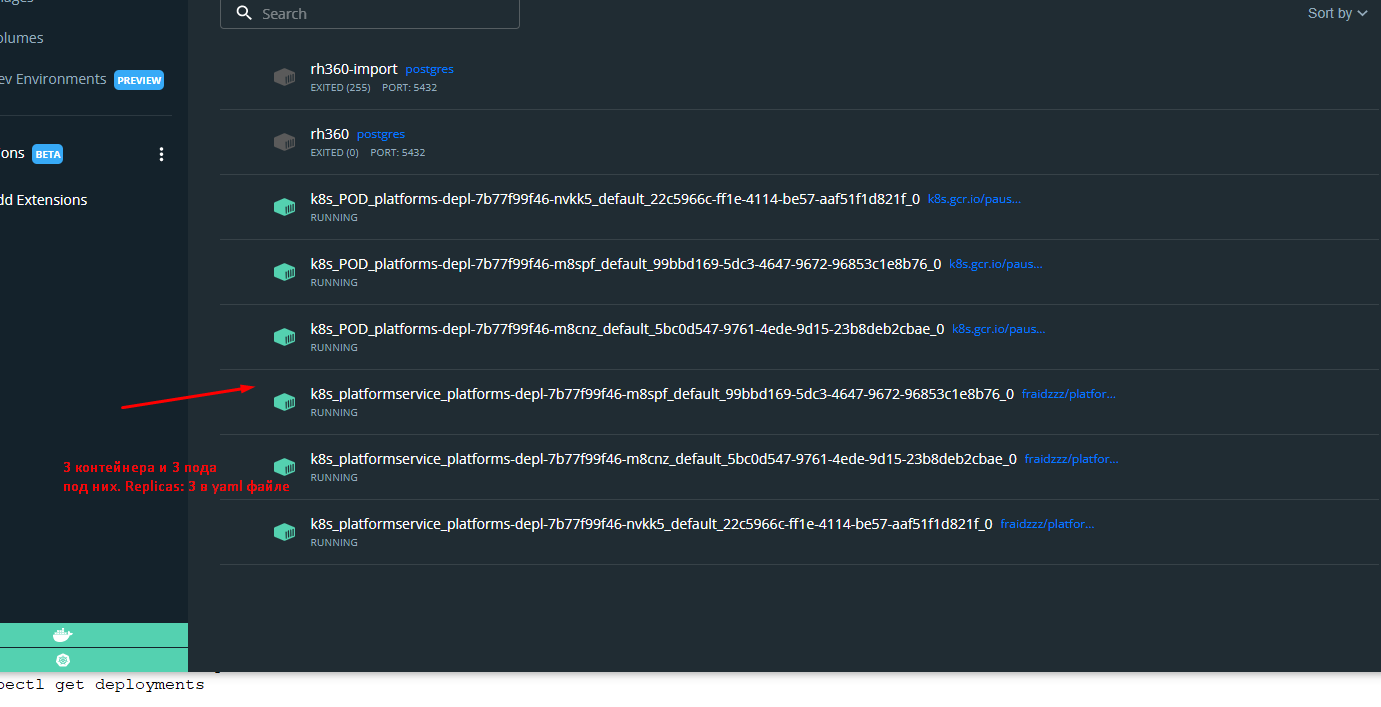 Search
Sort by
olumes
ev Environments PREVIEW
ons BETA
dd Extensions
rh360-import postgres
EXITED (255) PORT: 5432
rh360 postgres
EXITED (0) PORT: 5432
k8s_POD_platforms-depl-7b77f99f46-nvkk5_default_22c5966c-ff1e-4114-be57-aaf51f1d821f_0 k8s.gcr.io/paus...
RUNNING
k8s_POD_platforms-depl-7b77f99f46-m8spf_default_99bbd169-5dc3-4647-9672-96853c1e8b76_0 k8s.gcr.io/paus...
RUNNING
k8s_POD_platforms-depl-7b77f99f46-m8cnz_default_5bc0d547-9761-4ede-9d15-23b8deb2cbae_0 k8s.gcr.io/paus...
RUNNING
k8s_platformservice_platforms-depl-7b77f99f46-m8spf_default_99bbd169-5dc3-4647-9672-96853c1e8b76_0 fraidzzz/platfor...
RUNNING
k8s_platformservice_platforms-depl-7b77f99f46-m8cnz_default_5bc0d547-9761-4ede-9d15-23b8deb2cbae_0 fraidzzz/platfor...
RUNNING
k8s_platformservice_platforms-depl-7b77f99f46-nvkk5_default_22c5966c-ff1e-4114-be57-aaf51f1d821f_0 fraidzzz/platfor...
RUNNING
3 контейнера и 3 пода
под них. Replicas: 3 в yaml файле
ectl get deployments